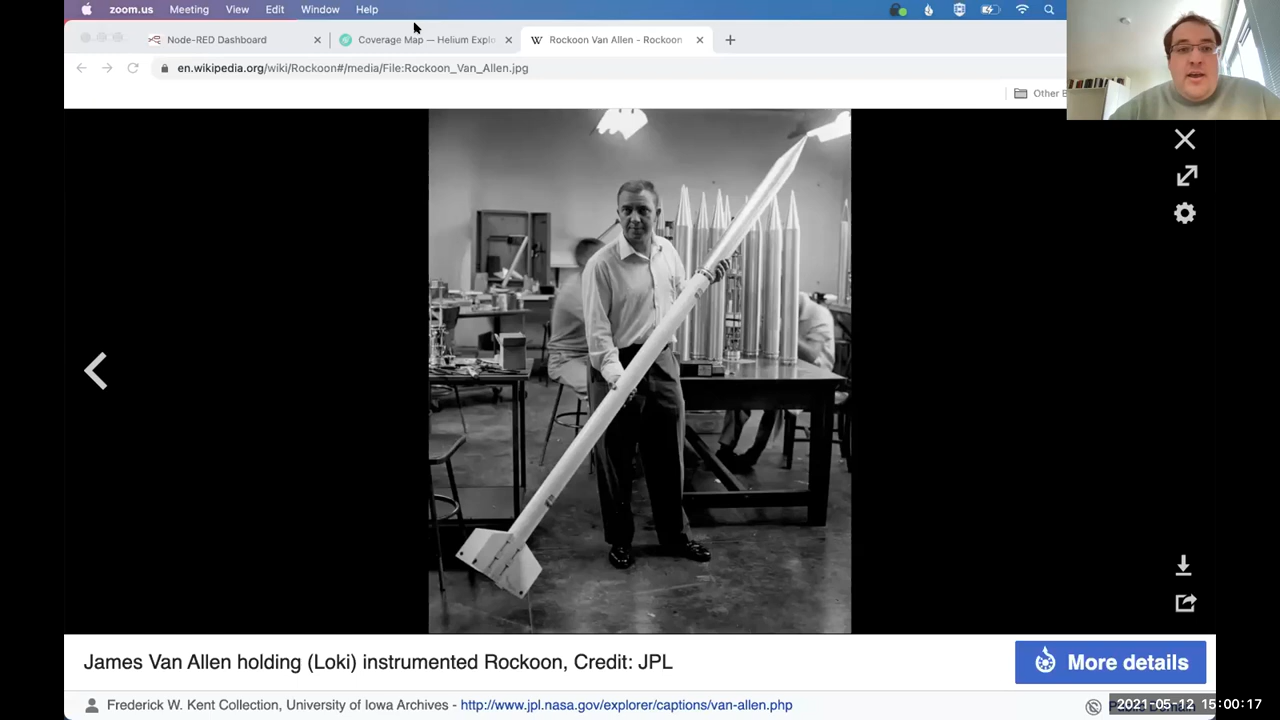 zoom.us Meeting View Edit Window Help
Node-RED Dashboard
Coverage Map — Helium Explo
Rockoon Van Allen - Rockoon
en.wikipedia.org/wiki/Rockoon#/media/File:Rockoon_Van_Allen.jpg
Other B
James Van Allen holding (Loki) instrumented Rockoon, Credit: JPL
More details
Frederick W. Kent Collection, University of Iowa Archives - http://www.jpl.nasa.gov/explorer/captions/van-allen.php
2021-05-12 15:00:17